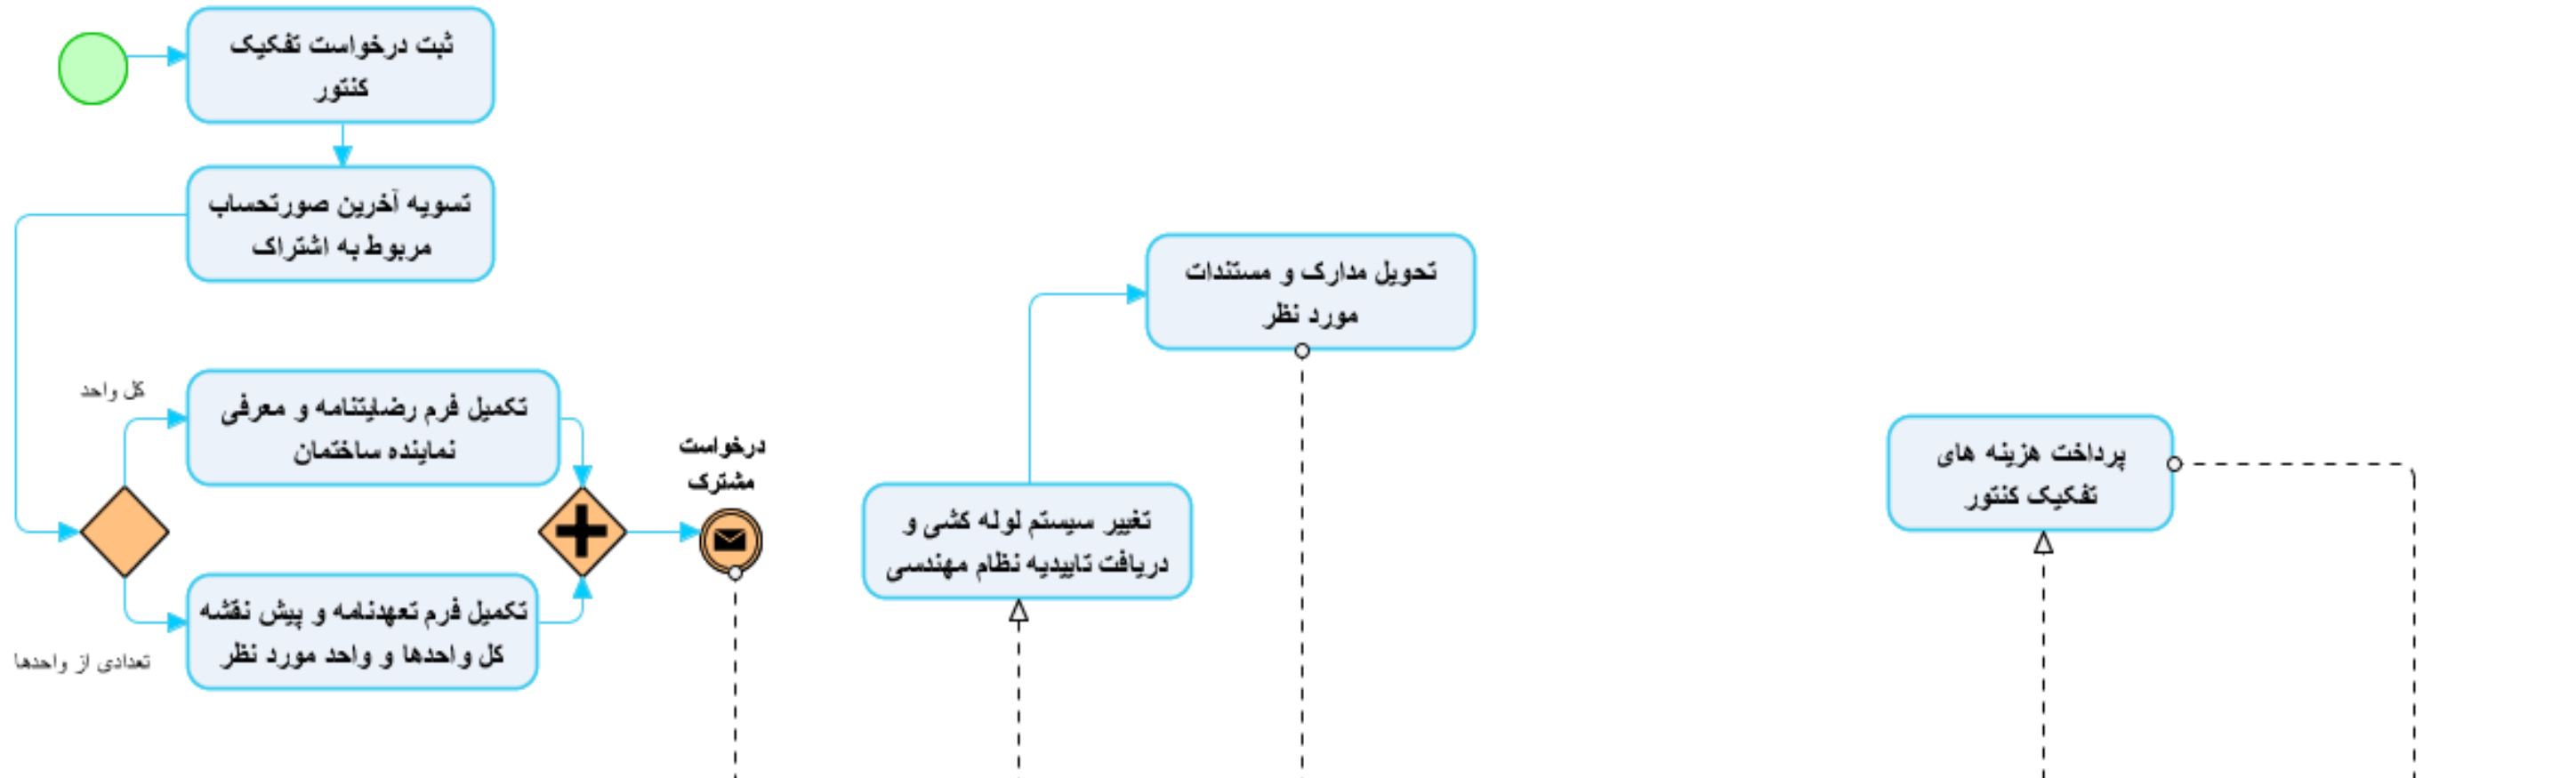 ثبت درخواست تفکیک
کنتور
تسویه آخرین صورتحساب
مربوط به اشتراک
کل واحد
تکمیل فرم رضایتنامه و معرفی
نماینده ساختمان
تکمیل فرم تعهدنامه و پیش نقشه
کل واحدها و واحد مورد نظر
تعدادی از واحدها
درخواست
مشترک
تغییر سیستم لوله کشی و
دریافت تاییدیه نظام مهندسی
تحویل مدارک و مستندات
مورد نظر
پرداخت هزینه های
تفکیک کنتور